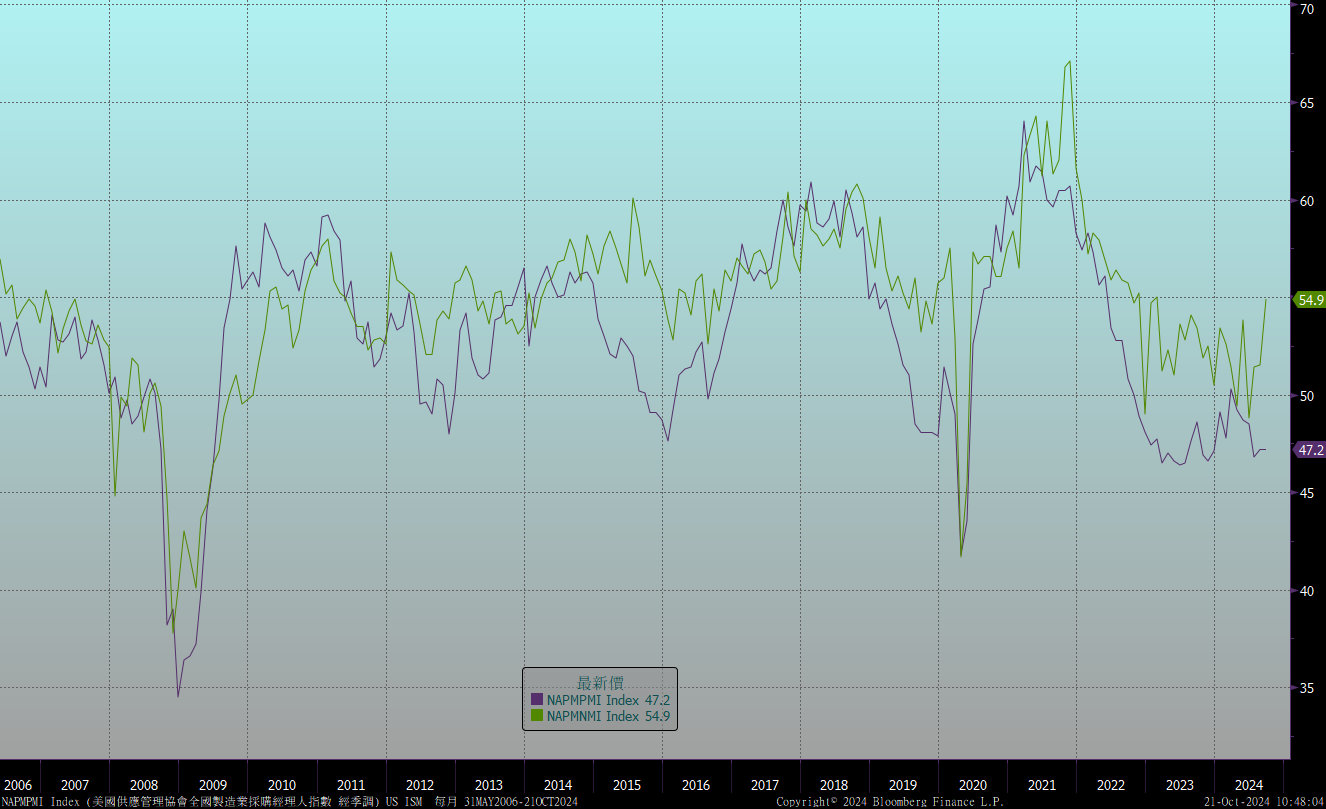 70
65
60
54.9
50
47.2
45
40
35
最新價
NAPMPMI Index 47.2
NAPMNMI Index 54.9
2006 2007 2008 2009 2010 2011 2012 2013 2014 2015 2016 2017 2018 2019 2020 2021 2022 2023 2024
NAPMPMI Index (美國供應管理協會全國製造業採購經理人指數 經季調) US ISM 每月 31MAY2006-21OCT2024 Copyright© 2024 Bloomberg Finance L.P. 21-Oct-2024 10:48:04